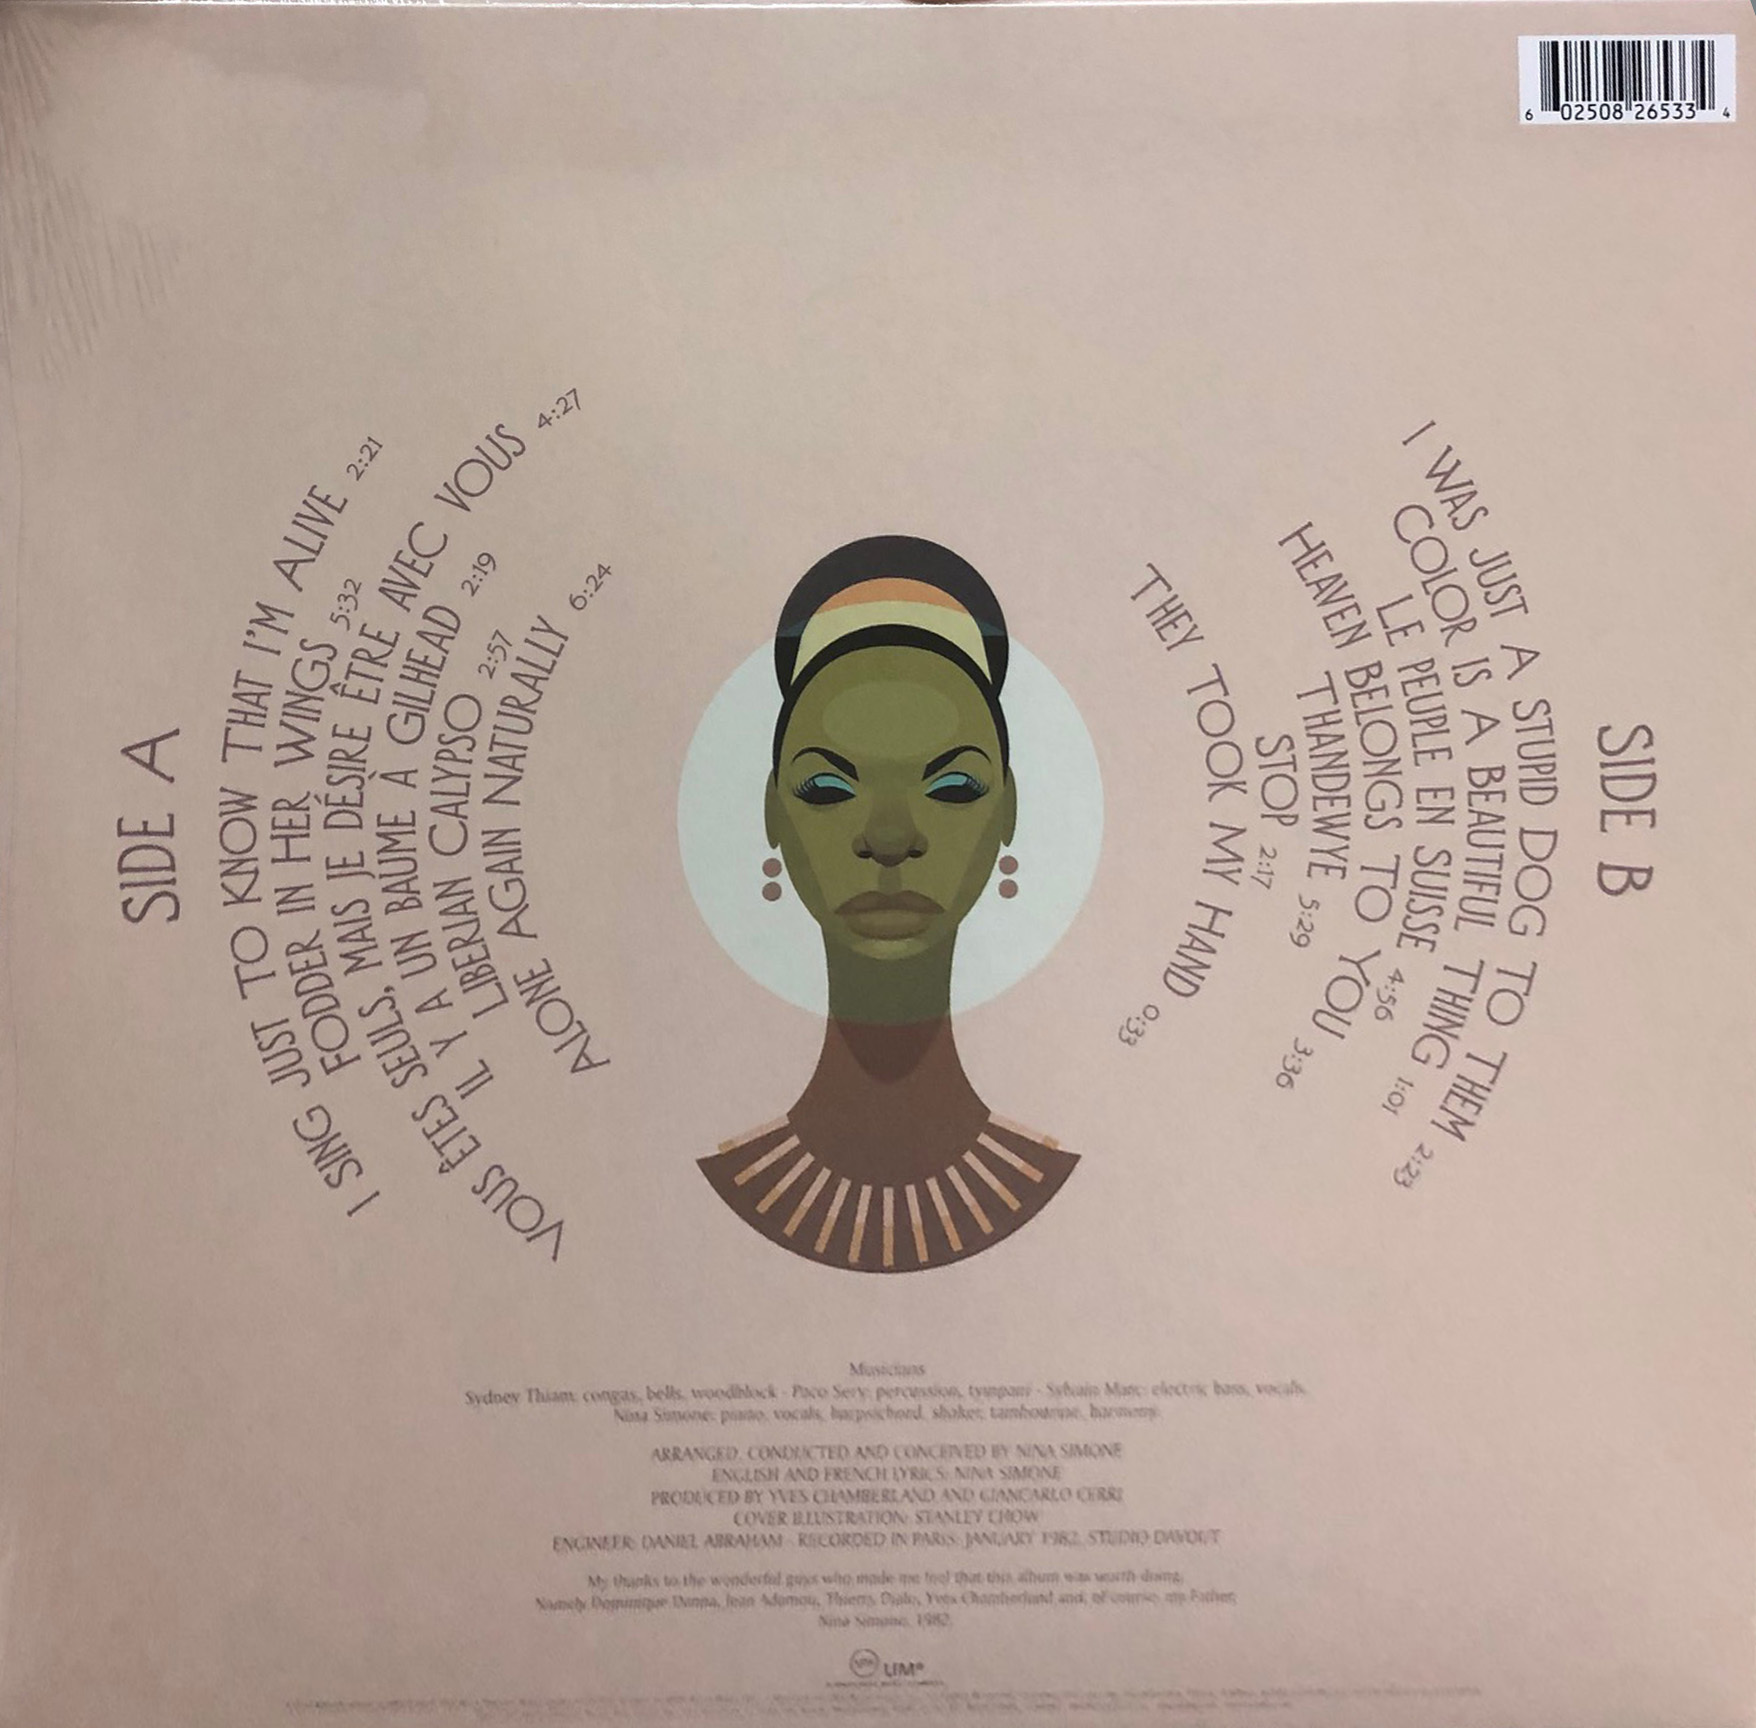 6 02508 26533 4
SIDE A
I SING JUST TO KNOW THAT I'M ALIVE 2:21
FODDER IN HER WINGS 5:32
VOUS ÊTES SEULS, MAIS JE DÉSIRE ÊTRE AVEC VOUS 4:27
IL Y A UN BAUME À GILHEAD 2:19
LIBERIAN CALYPSO 2:57
ALONE AGAIN NATURALLY 6:24
SIDE B
I WAS JUST A STUPID DOG TO THEM 2:23
COLOR IS A BEAUTIFUL THING 1:01
LE PEUPLE EN SUISSE 4:56
HEAVEN BELONGS TO YOU 3:36
THANDEWYE 5:29
STOP 2:17
THEY TOOK MY HAND 0:33
Musicians
Sydney Thiam: congas, bells, woodblock - Paco Sery: percussion, tympani - Sylvain Marc: electric bass, vocals.
Nina Simone: piano, vocals, harpsichord, shaker, tambourine, harmony.
ARRANGED, CONDUCTED AND CONCEIVED BY NINA SIMONE
ENGLISH AND FRENCH LYRICS: NINA SIMONE
PRODUCED BY YVES CHAMBERLAND AND GIANCARLO CERRI
COVER ILLUSTRATION: STANLEY CHOW
ENGINEER: DANIEL ABRAHAM - RECORDED IN PARIS: JANUARY 1982, STUDIO DAVOUT
My thanks to the wonderful guys who made me feel that this album was worth doing.
Namely Dominique Jean Adamou, Thierry Yves Chamberland and, of course, my Father.
Nina Simone, 1982.
UMe